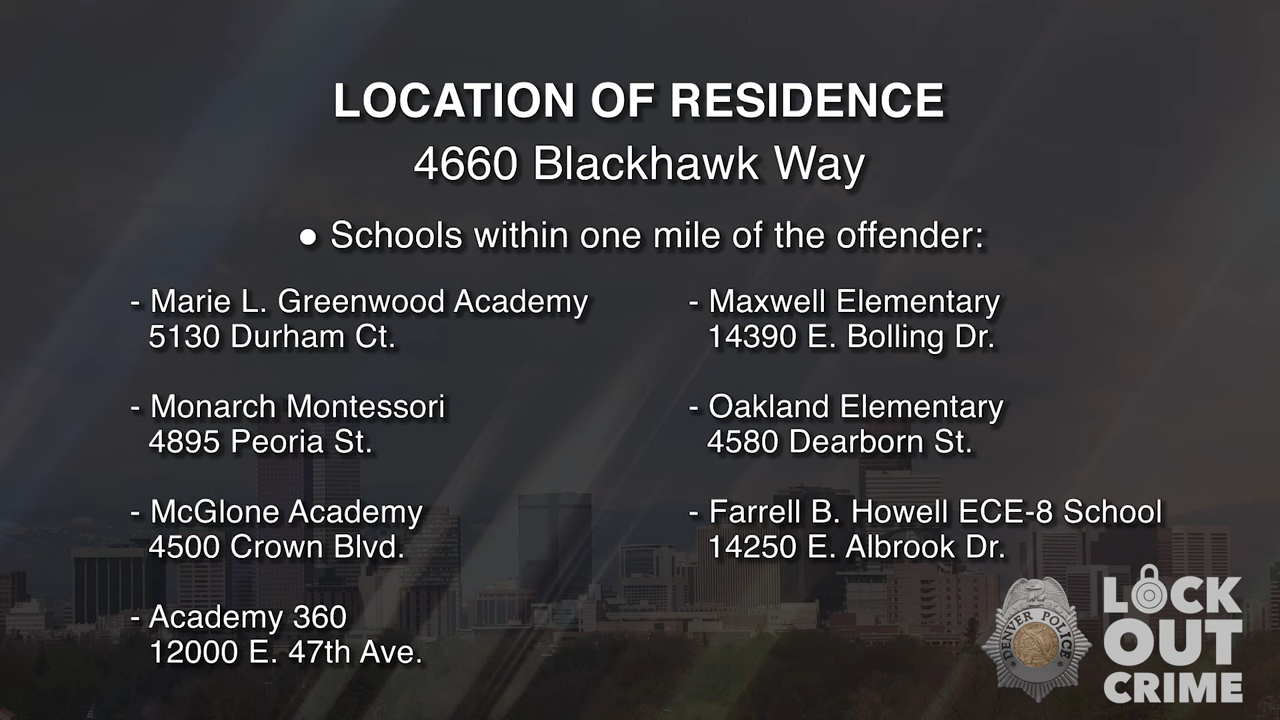 LOCATION OF RESIDENCE
4660 Blackhawk Way
● Schools within one mile of the offender:
- Marie L. Greenwood Academy
5130 Durham Ct.
- Monarch Montessori
4895 Peoria St.
- McGlone Academy
4500 Crown Blvd.
- Academy 360
12000 E. 47th Ave.
- Maxwell Elementary
14390 E. Bolling Dr.
- Oakland Elementary
4580 Dearborn St.
- Farrell B. Howell ECE-8 School
14250 E. Albrook Dr.
DENVER POLICE
LOCK
OUT
CRIME